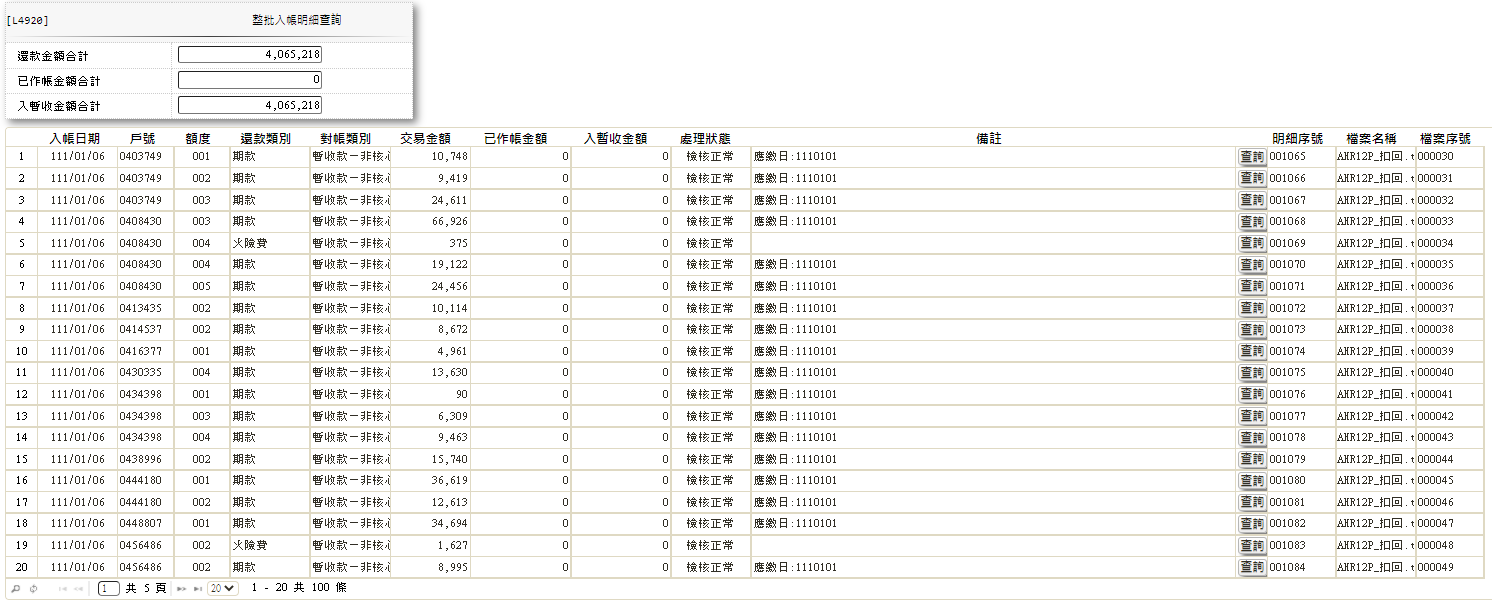 [L4920] 整批入帳明細查詢
還款金額合計 4,065,218
已作帳金額合計 0
入暫收金額合計 4,065,218
入帳日期 戶號 額度 還款類別 對帳類別 交易金額 已作帳金額 入暫收金額 處理狀態 備註 明細序號 檔案名稱 檔案序號
1 111/01/06 0403749 001 期款 暫收款－非核心 10,748 0 0 檢核正常 應繳日:1110101 查詢 001065 AHR12P_扣回.t 000030
2 111/01/06 0403749 002 期款 暫收款－非核心 9,419 0 0 檢核正常 應繳日:1110101 查詢 001066 AHR12P_扣回.t 000031
3 111/01/06 0403749 003 期款 暫收款－非核心 24,611 0 0 檢核正常 應繳日:1110101 查詢 001067 AHR12P_扣回.t 000032
4 111/01/06 0408430 003 期款 暫收款－非核心 66,926 0 0 檢核正常 應繳日:1110101 查詢 001068 AHR12P_扣回.t 000033
5 111/01/06 0408430 004 火險費 暫收款－非核心 375 0 0 檢核正常 查詢 001069 AHR12P_扣回.t 000034
6 111/01/06 0408430 004 期款 暫收款－非核心 19,122 0 0 檢核正常 應繳日:1110101 查詢 001070 AHR12P_扣回.t 000035
7 111/01/06 0408430 005 期款 暫收款－非核心 24,456 0 0 檢核正常 應繳日:1110101 查詢 001071 AHR12P_扣回.t 000036
8 111/01/06 0413435 002 期款 暫收款－非核心 10,114 0 0 檢核正常 應繳日:1110101 查詢 001072 AHR12P_扣回.t 000037
9 111/01/06 0414537 002 期款 暫收款－非核心 8,672 0 0 檢核正常 應繳日:1110101 查詢 001073 AHR12P_扣回.t 000038
10 111/01/06 0416377 001 期款 暫收款－非核心 4,961 0 0 檢核正常 應繳日:1110101 查詢 001074 AHR12P_扣回.t 000039
11 111/01/06 0430335 004 期款 暫收款－非核心 13,630 0 0 檢核正常 應繳日:1110101 查詢 001075 AHR12P_扣回.t 000040
12 111/01/06 0434398 001 期款 暫收款－非核心 90 0 0 檢核正常 應繳日:1110101 查詢 001076 AHR12P_扣回.t 000041
13 111/01/06 0434398 003 期款 暫收款－非核心 6,309 0 0 檢核正常 應繳日:1110101 查詢 001077 AHR12P_扣回.t 000042
14 111/01/06 0434398 004 期款 暫收款－非核心 9,463 0 0 檢核正常 應繳日:1110101 查詢 001078 AHR12P_扣回.t 000043
15 111/01/06 0438996 002 期款 暫收款－非核心 15,740 0 0 檢核正常 應繳日:1110101 查詢 001079 AHR12P_扣回.t 000044
16 111/01/06 0444180 001 期款 暫收款－非核心 36,619 0 0 檢核正常 應繳日:1110101 查詢 001080 AHR12P_扣回.t 000045
17 111/01/06 0444180 002 期款 暫收款－非核心 12,613 0 0 檢核正常 應繳日:1110101 查詢 001081 AHR12P_扣回.t 000046
18 111/01/06 0448807 001 期款 暫收款－非核心 34,694 0 0 檢核正常 應繳日:1110101 查詢 001082 AHR12P_扣回.t 000047
19 111/01/06 0456486 002 火險費 暫收款－非核心 1,627 0 0 檢核正常 查詢 001083 AHR12P_扣回.t 000048
20 111/01/06 0456486 002 期款 暫收款－非核心 8,995 0 0 檢核正常 應繳日:1110101 查詢 001084 AHR12P_扣回.t 000049
1 共 5 頁 20 1 - 20 共 100 條